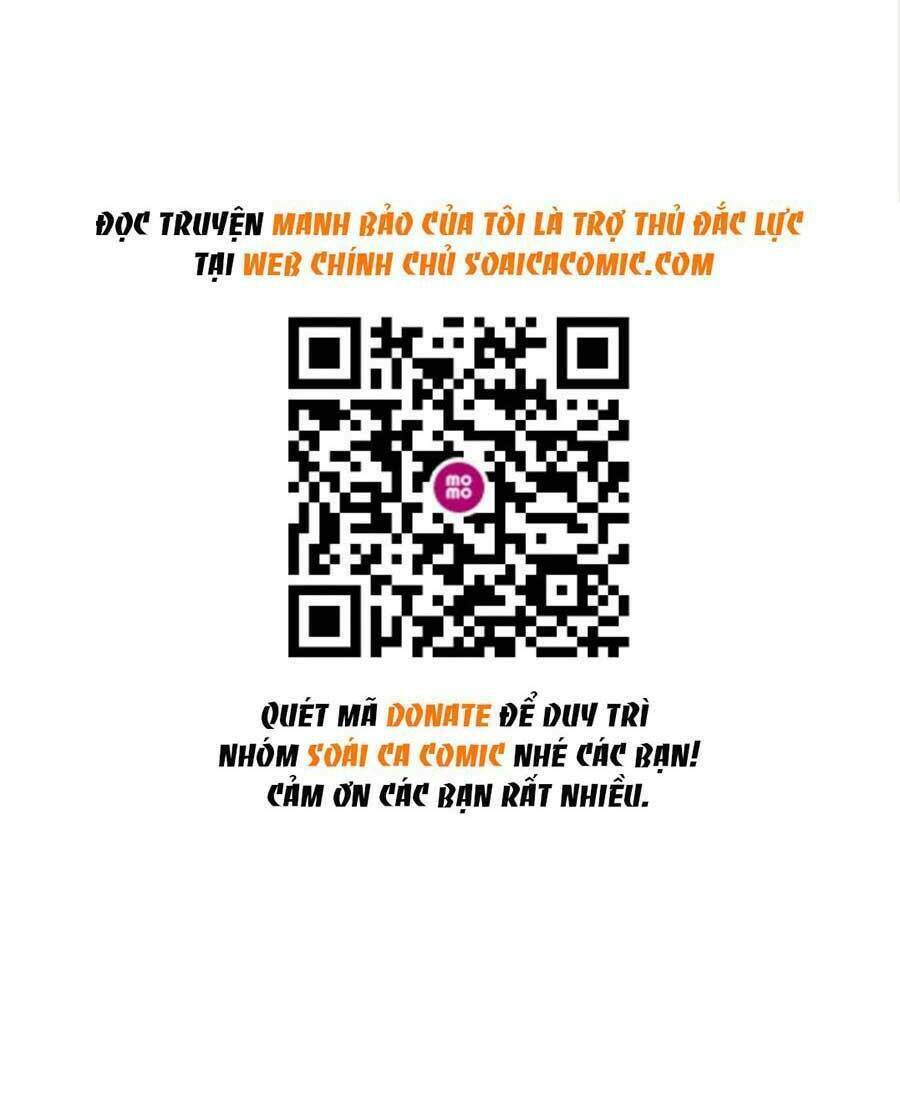 ĐỌC TRUYỆN MANH BẢO CỦA TÔI LÀ TRỢ THỦ ĐẮC LỰC
TẠI WEB CHÍNH CHỦ SOAICACOMIC.COM
mo
mo
QUÉT MÃ DONATE ĐỂ DUY TRÌ
NHÓM SOÁI CA COMIC NHÉ CÁC BẠN!
CẢM ƠN CÁC BẠN RẤT NHIỀU.